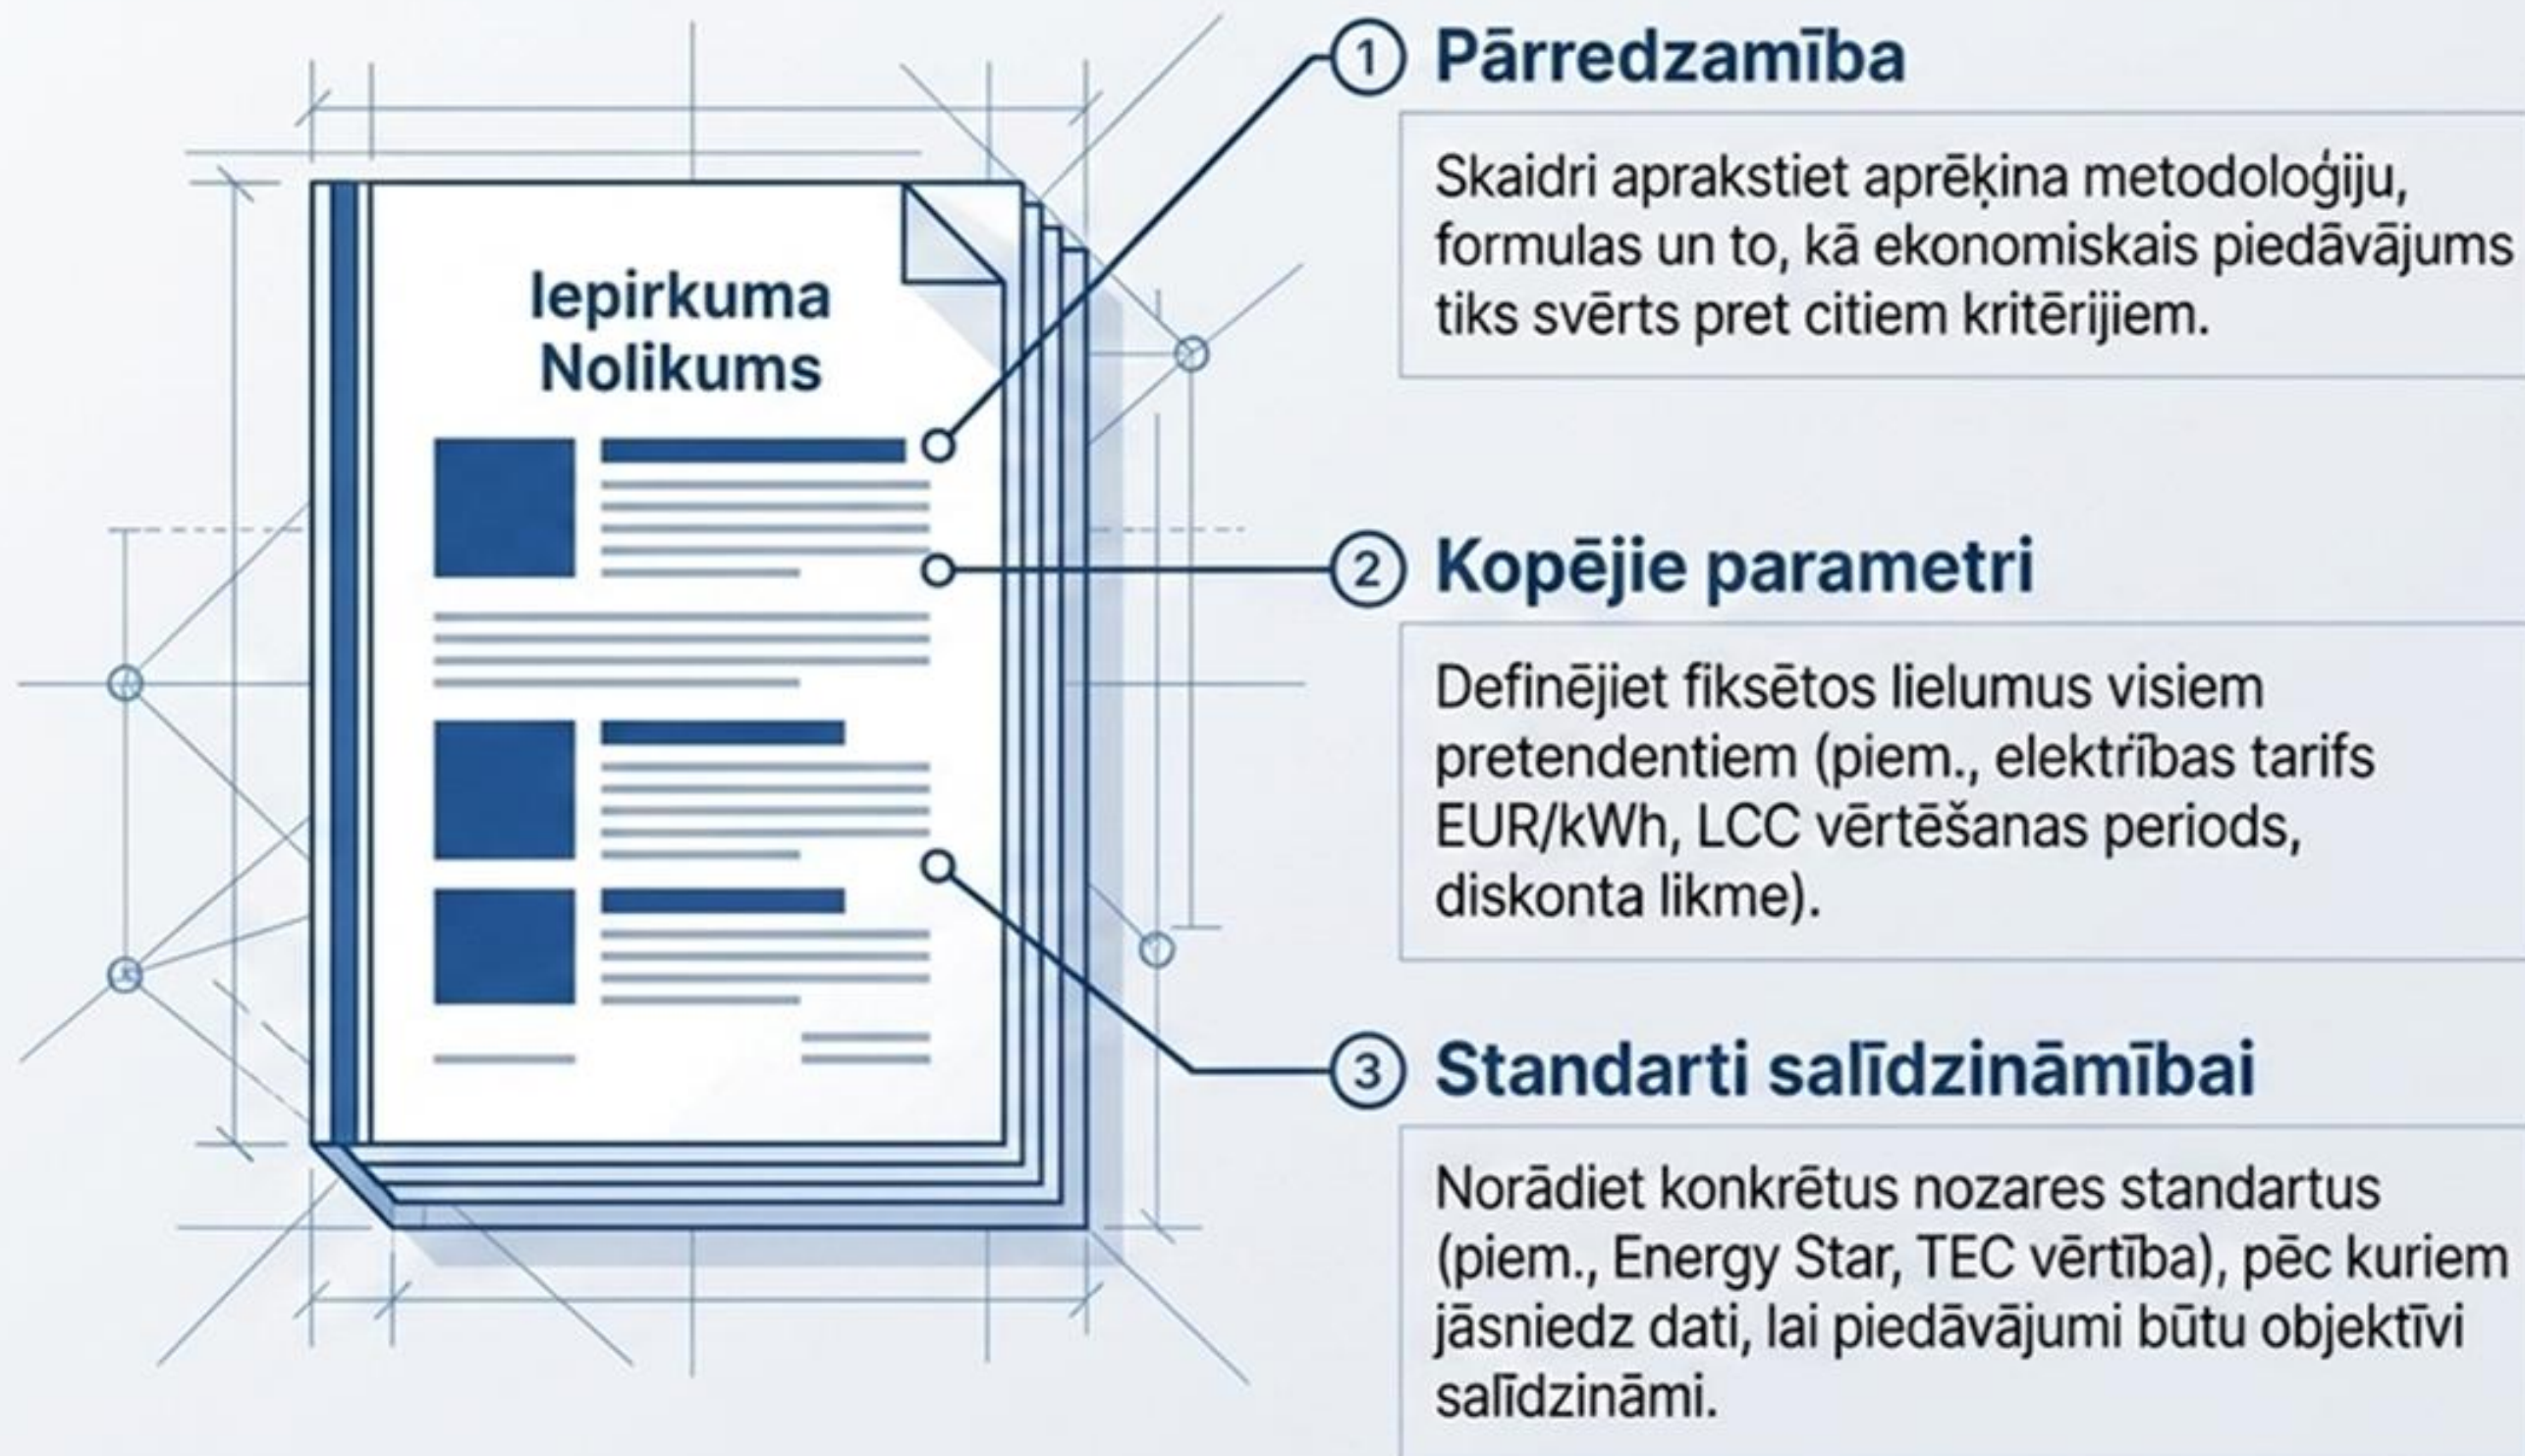 Iepirkuma
Nolikums
1 Pārredzamība
Skaidri aprakstiet aprēķina metodoloģiju,
formulas un to, kā ekonomiskais piedāvājums
tiks svērts pret citiem kritērijiem.
2 Kopējie parametri
Definējiet fiksētos lielumus visiem
pretendentiem (piem., elektrības tarifs
EUR/kWh, LCC vērtēšanas periods,
diskonta likme).
3 Standarti salīdzināmībai
Norādiet konkrētus nozares standartus
(piem., Energy Star, TEC vērtība), pēc kuriem
jāsniedz dati, lai piedāvājumi būtu objektīvi
salīdzināmi.